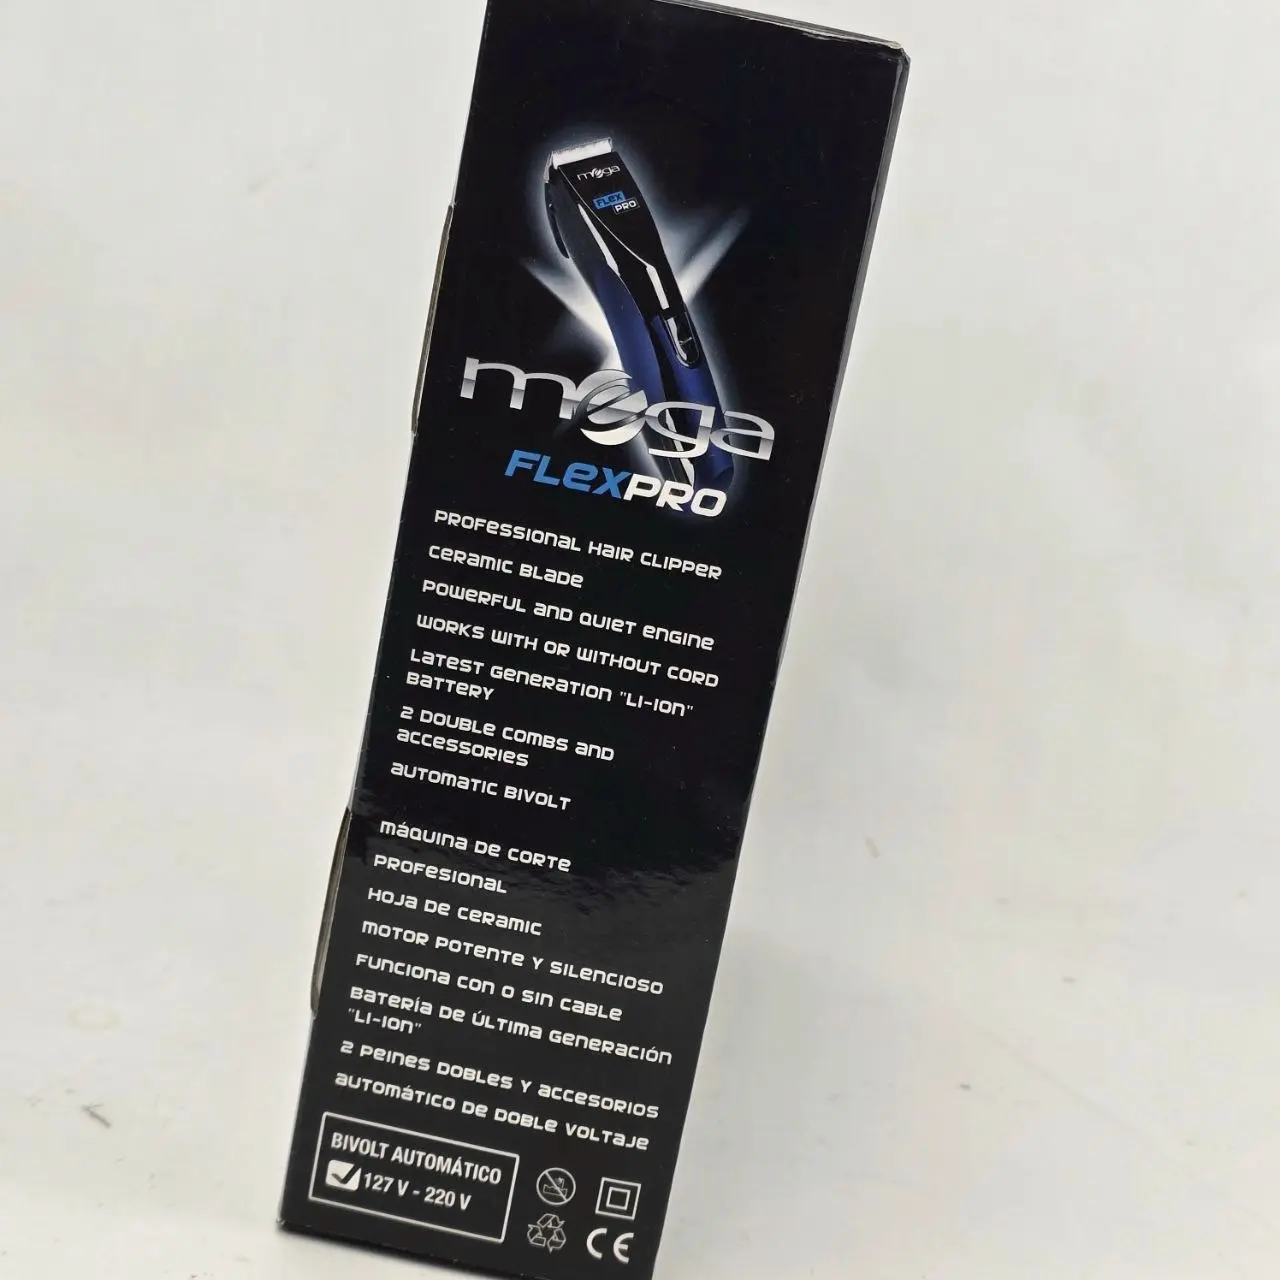 mega
FLEX
PRO
mega
FLEXPRO
PROFESSIONAL HAIR CLIPPER
CERAMIC BLADE
POWERFUL AND QUIET ENGINE
WORKS WITH OR WITHOUT CORD
LATEST GENERATION "LI-ION"
BATTERY
2 DOUBLE COMBS AND
ACCESSORIES
AUTOMATIC BIVOLT
MÁQUINA DE CORTE
PROFESIONAL
HOJA DE CERAMIC
MOTOR POTENTE Y SILENCIOSO
FUNCIONA CON O SIN CABLE
BATERÍA DE ÚLTIMA GENERACIÓN
"LI-ION"
2 PEINES DOBLES Y ACCESORIOS
AUTOMÁTICO DE DOBLE VOLTAJE
BIVOLT AUTOMÁTICO
127 V - 220 V
CE